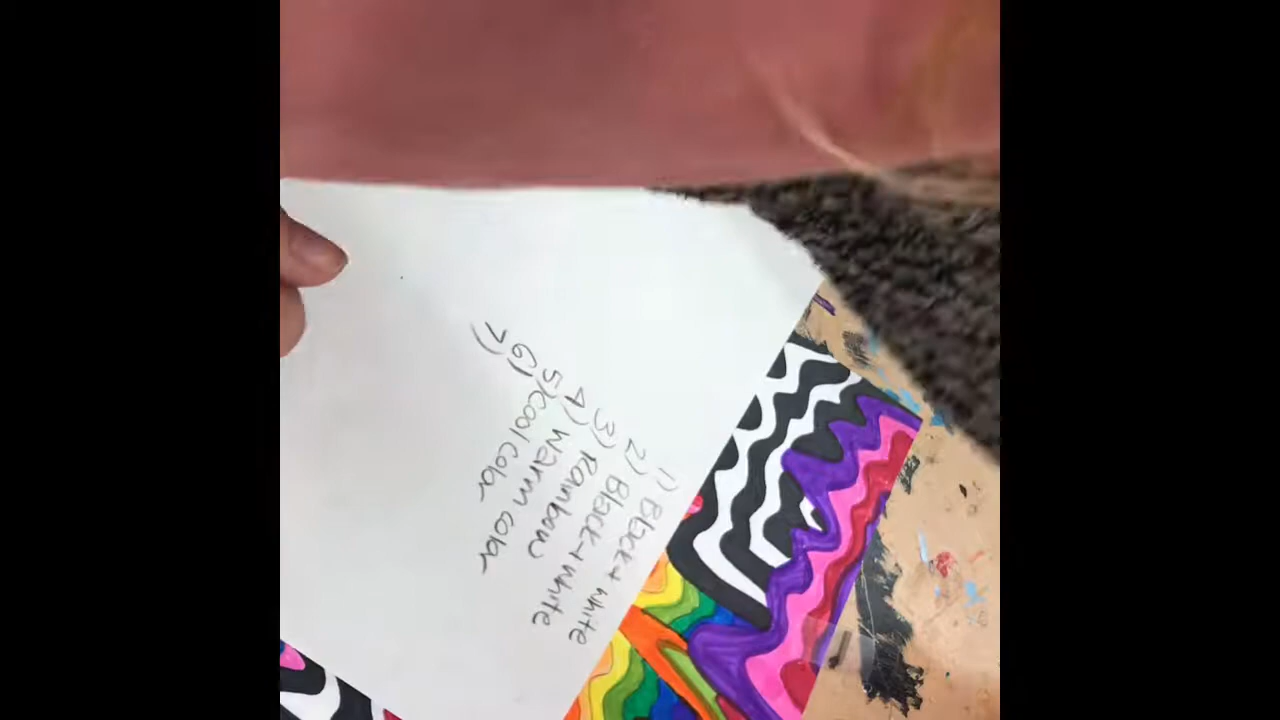 1) Black + white
2) Black + white
3) Rainbow
4) Warm color
5) cool color
6)
7)